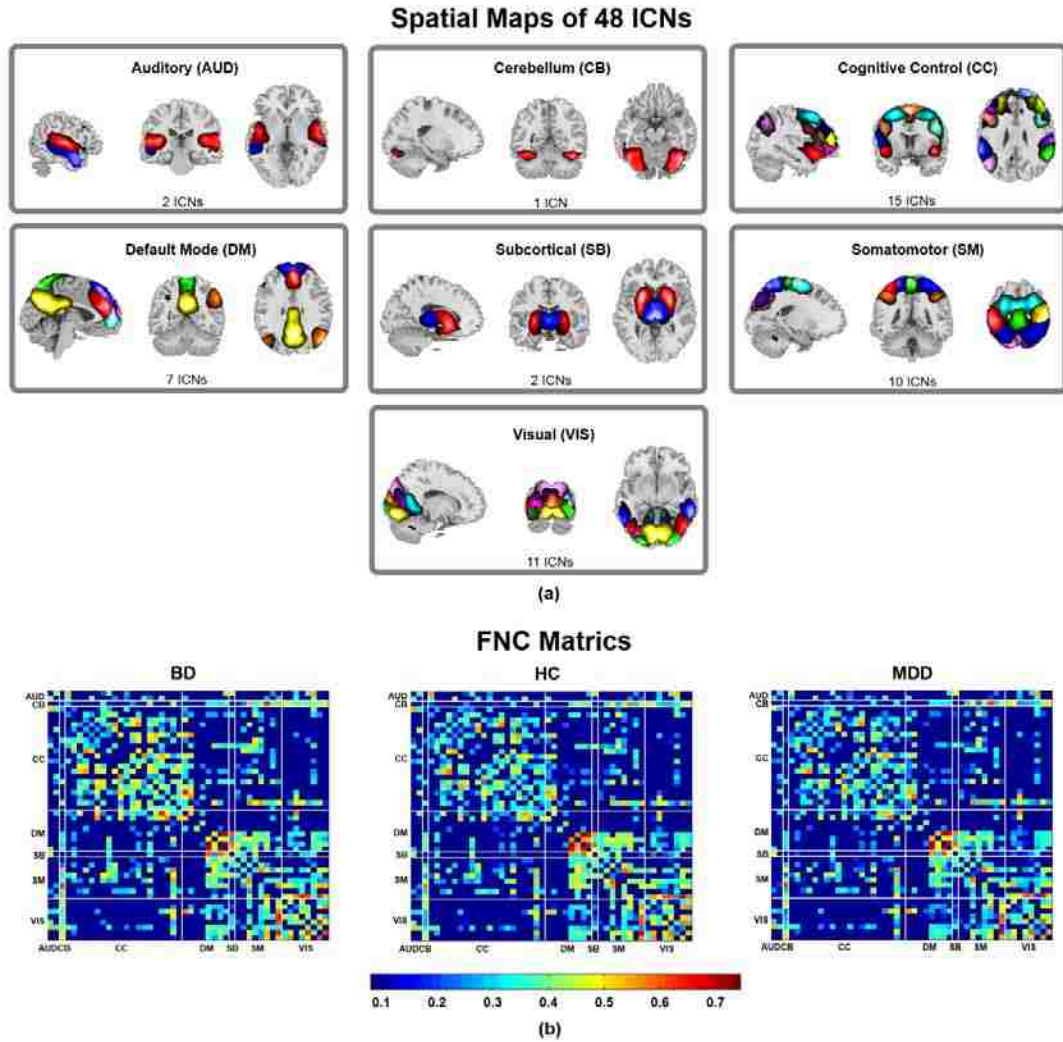 Spatial Maps of 48 ICNs
Auditory (AUD)
2 ICNs
Cerebellum (CB)
1 ICN
Cognitive Control (CC)
15 ICNs
Default Mode (DM)
7 ICNs
Subcortical (SB)
2 ICNs
Somatomotor (SM)
10 ICNs
Visual (VIS)
11 ICNs
(a)
FNC Matrics
BD
AUD
CB
CC
DM
SB
SM
VIS
AUDCB CC DM SB SM VIS
HC
AUD
CB
CC
DM
SB
SM
VIS
AUDCB CC DM SB SM VIS
MDD
AUD
CB
CC
DM
SB
SM
VIS
AUDCB CC DM SB SM VIS
0.1 0.2 0.3 0.4 0.5 0.6 0.7
(b)